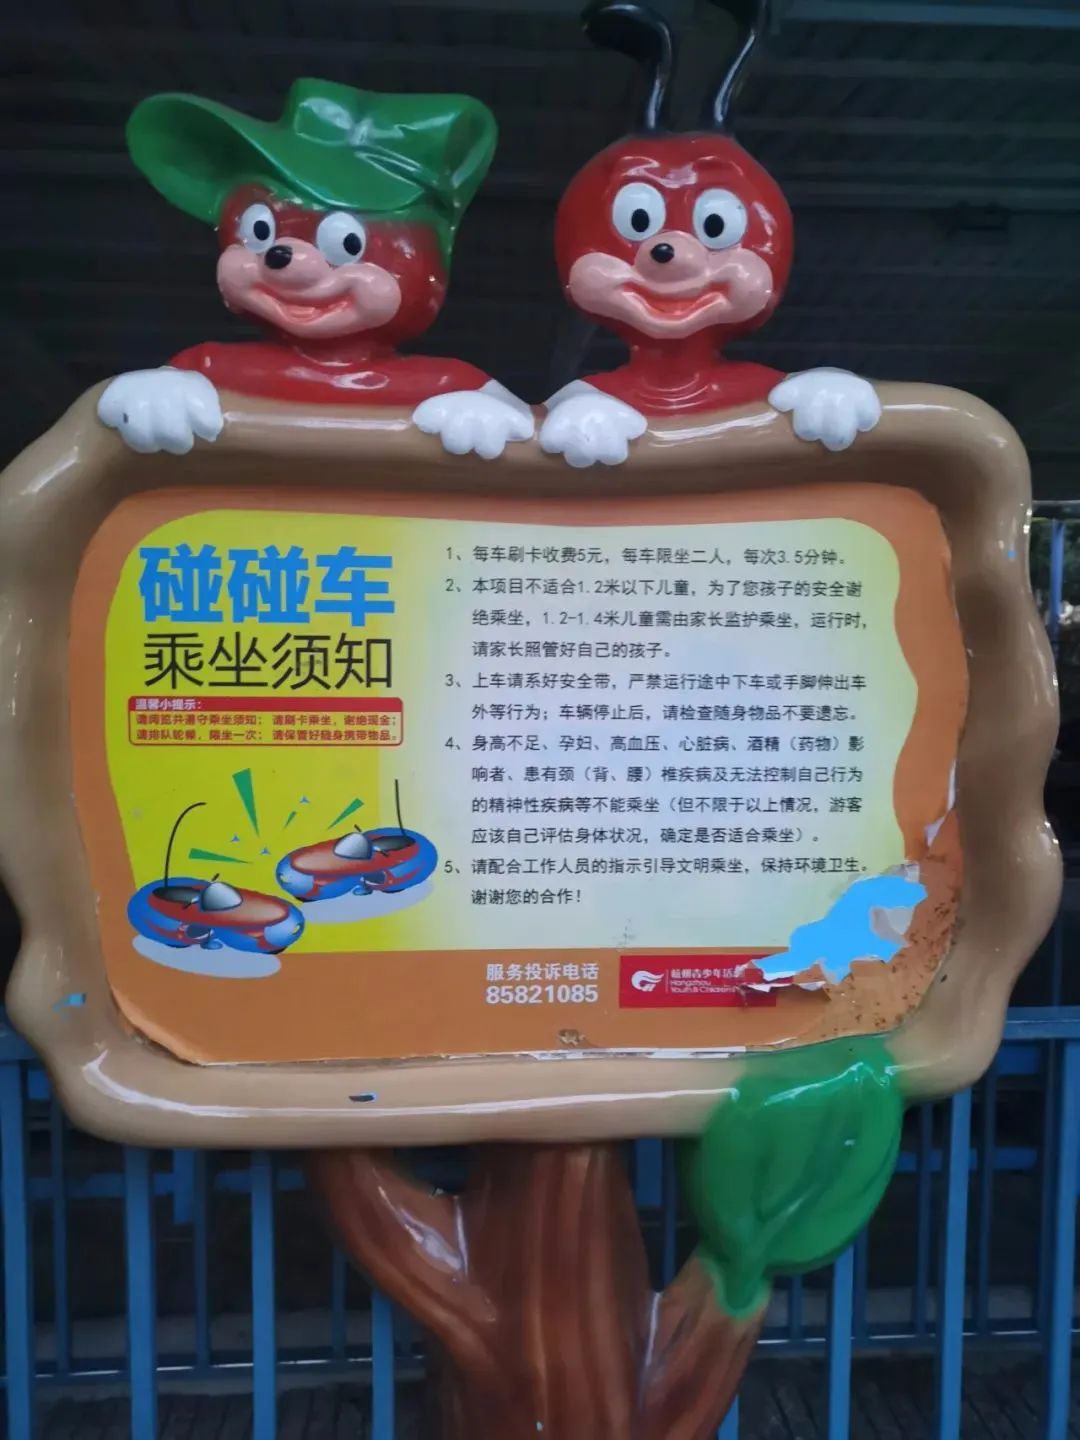 碰碰车
乘坐须知
温馨小提示：
请阅览并遵守乘坐须知；请刷卡乘坐，谢绝现金；
请排队轮候，限坐一次；请保管好随身携带物品。
1、每车刷卡收费5元，每车限坐二人，每次3.5分钟。
2、本项目不适合1.2米以下儿童，为了您孩子的安全谢
绝乘坐，1.2-1.4米儿童需由家长监护乘坐，运行时，
请家长照管好自己的孩子。
3、上车请系好安全带，严禁运行途中下车或手脚伸出车
外等行为；车辆停止后，请检查随身物品不要遗忘。
4、身高不足、孕妇、高血压、心脏病、酒精（药物）影
响者、患有颈（背、腰）椎疾病及无法控制自己行为
的精神性疾病等不能乘坐（但不限于以上情况，游客
应该自己评估身体状况，确定是否适合乘坐）。
5、请配合工作人员的指示引导文明乘坐，保持环境卫生。
谢谢您的合作！
服务投诉电话
85821085
杭州青少年活
Hangzhou
Youth & Children